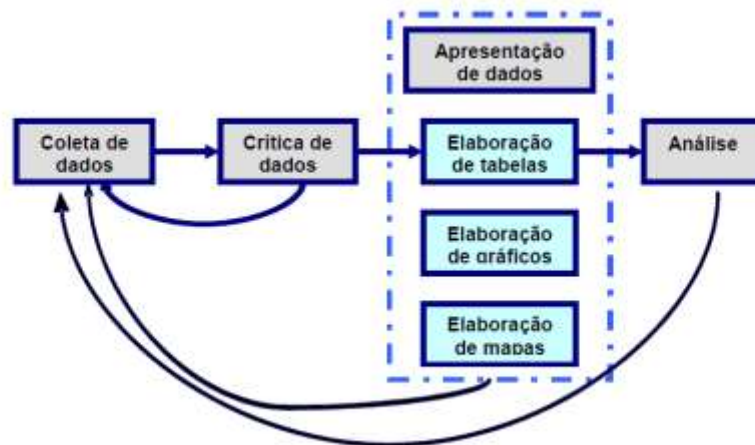 Apresentação
de dados
Coleta de
dados
Crítica de
dados
Elaboração
de tabelas
Análise
Elaboração
de gráficos
Elaboração
de mapas